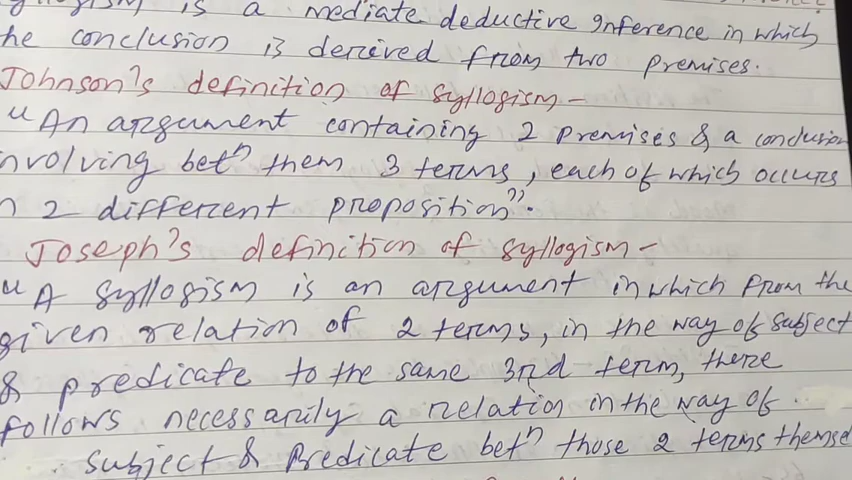 is a mediate deductive inference in which
he conclusion is derived from two premises.
Johnson's definition of syllogism -
"An argument containing 2 premises & a conclusion
involving betn them 3 terms, each of which occurs
n 2 different proposition".
Joseph's definition of syllogism -
"A syllogism is an argument in which from the
given relation of 2 terms, in the way of subject
& predicate to the same 3rd term, there
follows necessarily a relation in the way of
subject & predicate betn those 2 terms themse